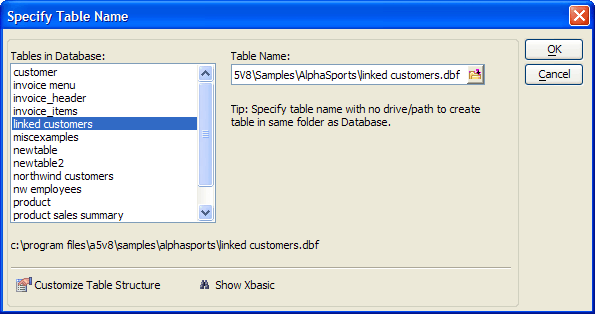 Specify Table Name
Tables in Database:
customer
invoice menu
invoice_header
invoice_items
linked customers
miscexamples
newtable
newtable2
northwind customers
nw employees
product
product sales summary
Table Name:
5V8\Samples\AlphaSports\linked customers.dbf
Tip: Specify table name with no drive/path to create
table in same folder as Database.
OK
Cancel
c:\program files\a5v8\samples\alphasports\linked customers.dbf
Customize Table Structure
Show Xbasic